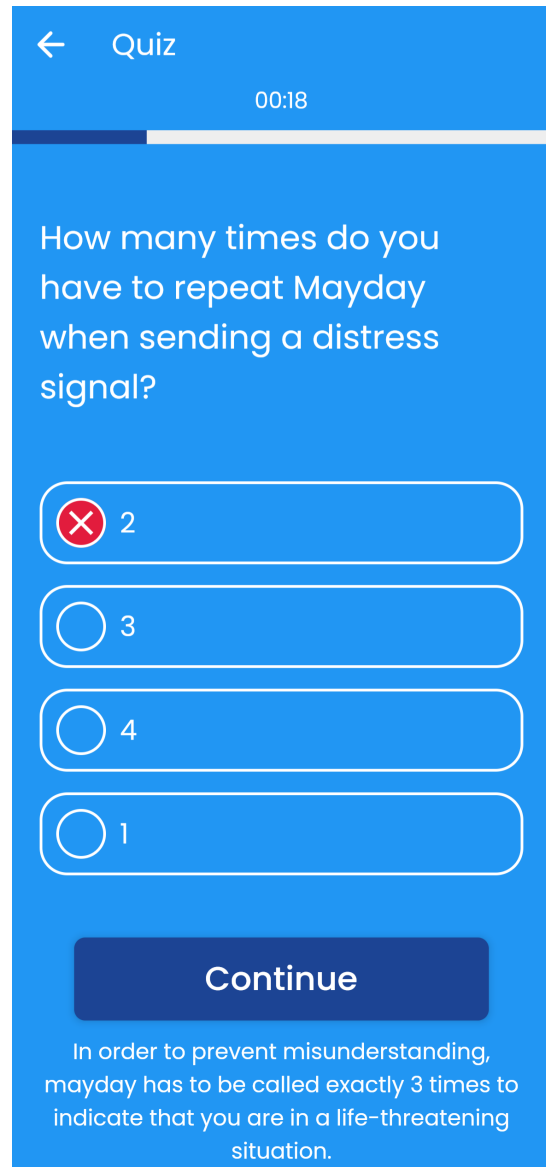 Quiz
00:18
How many times do you
have to repeat Mayday
when sending a distress
signal?
2
3
4
1
Continue
In order to prevent misunderstanding,
mayday has to be called exactly 3 times to
indicate that you are in a life-threatening
situation.